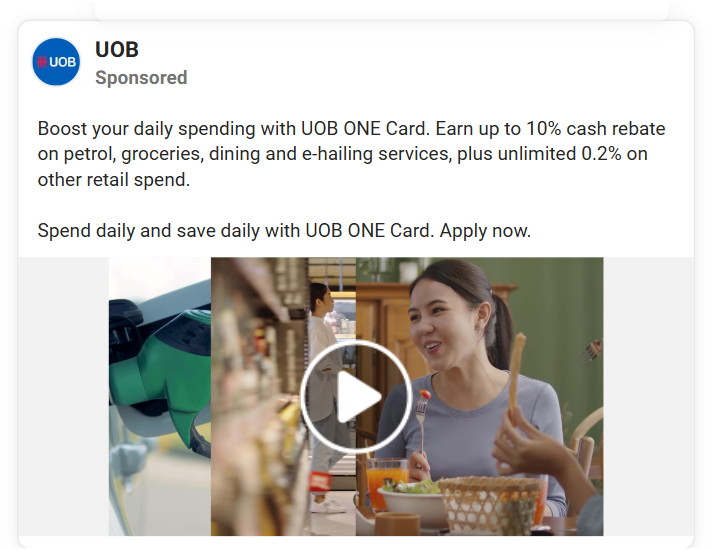 UOB
UOB
Sponsored
Boost your daily spending with UOB ONE Card. Earn up to 10% cash rebate
on petrol, groceries, dining and e-hailing services, plus unlimited 0.2% on
other retail spend.
Spend daily and save daily with UOB ONE Card. Apply now.